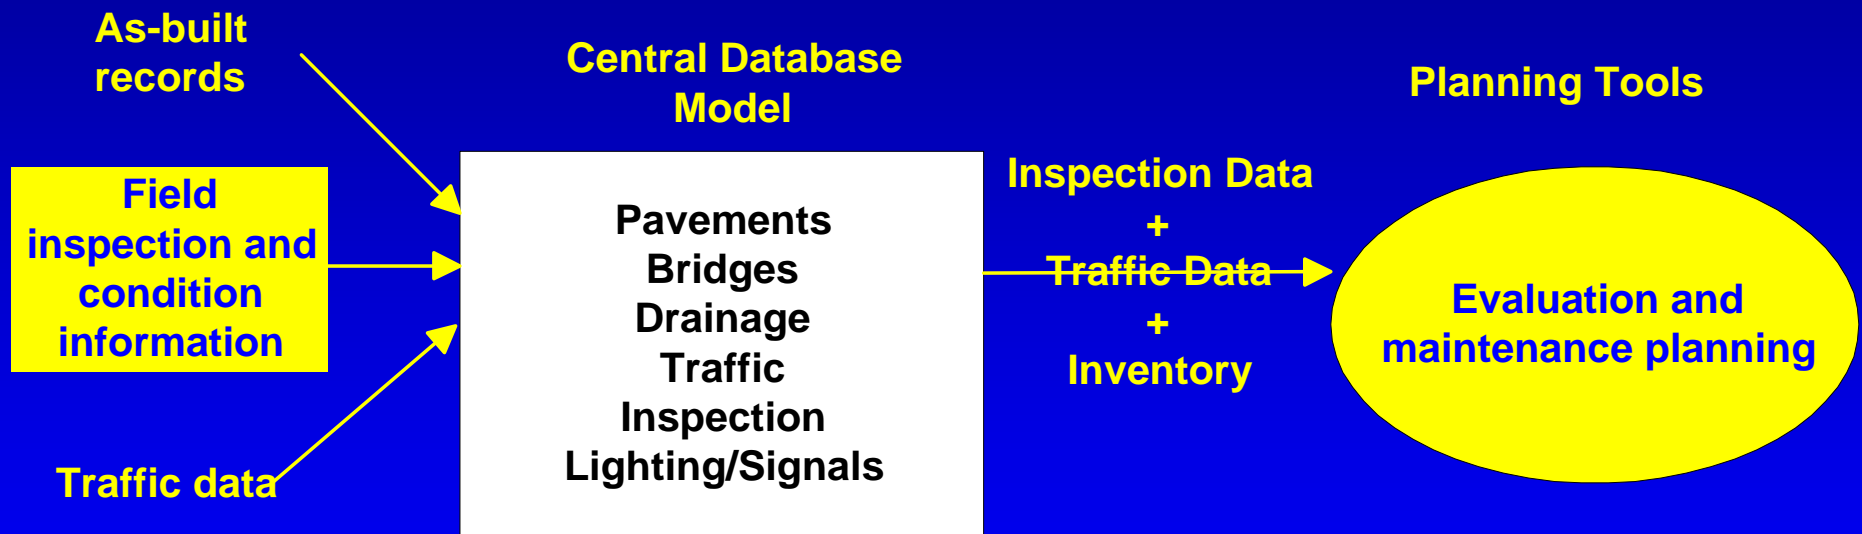 As-built
records
Central Database
Model
Planning Tools
Field
inspection and
condition
information
Traffic data
Pavements
Bridges
Drainage
Traffic
Inspection
Lighting/Signals
Inspection Data
+
Traffic Data
+
Inventory
Evaluation and
maintenance planning